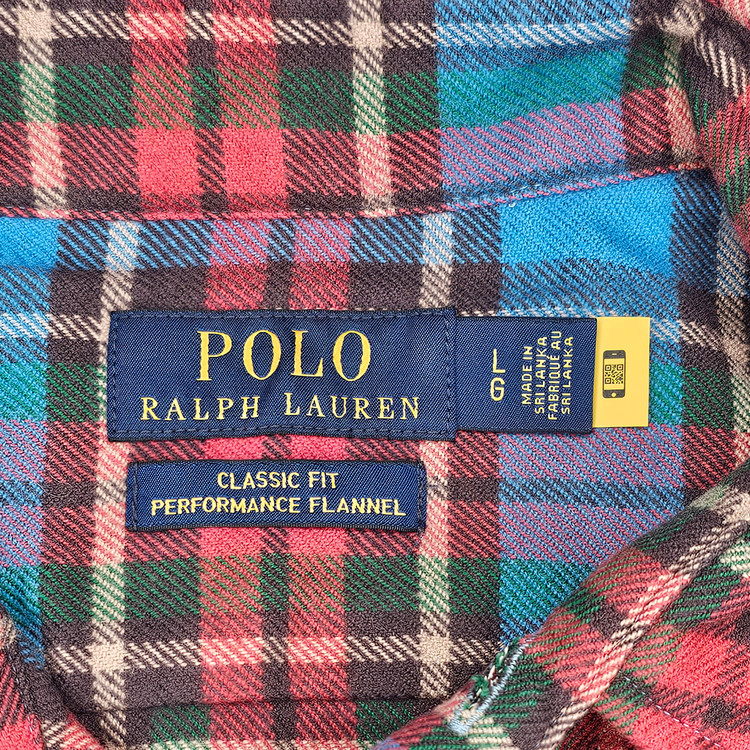 POLO
RALPH LAUREN
L
G
MADE IN
SRI LANKA
FABRIQUÉ AU
SRI LANKA
CLASSIC FIT
PERFORMANCE FLANNEL